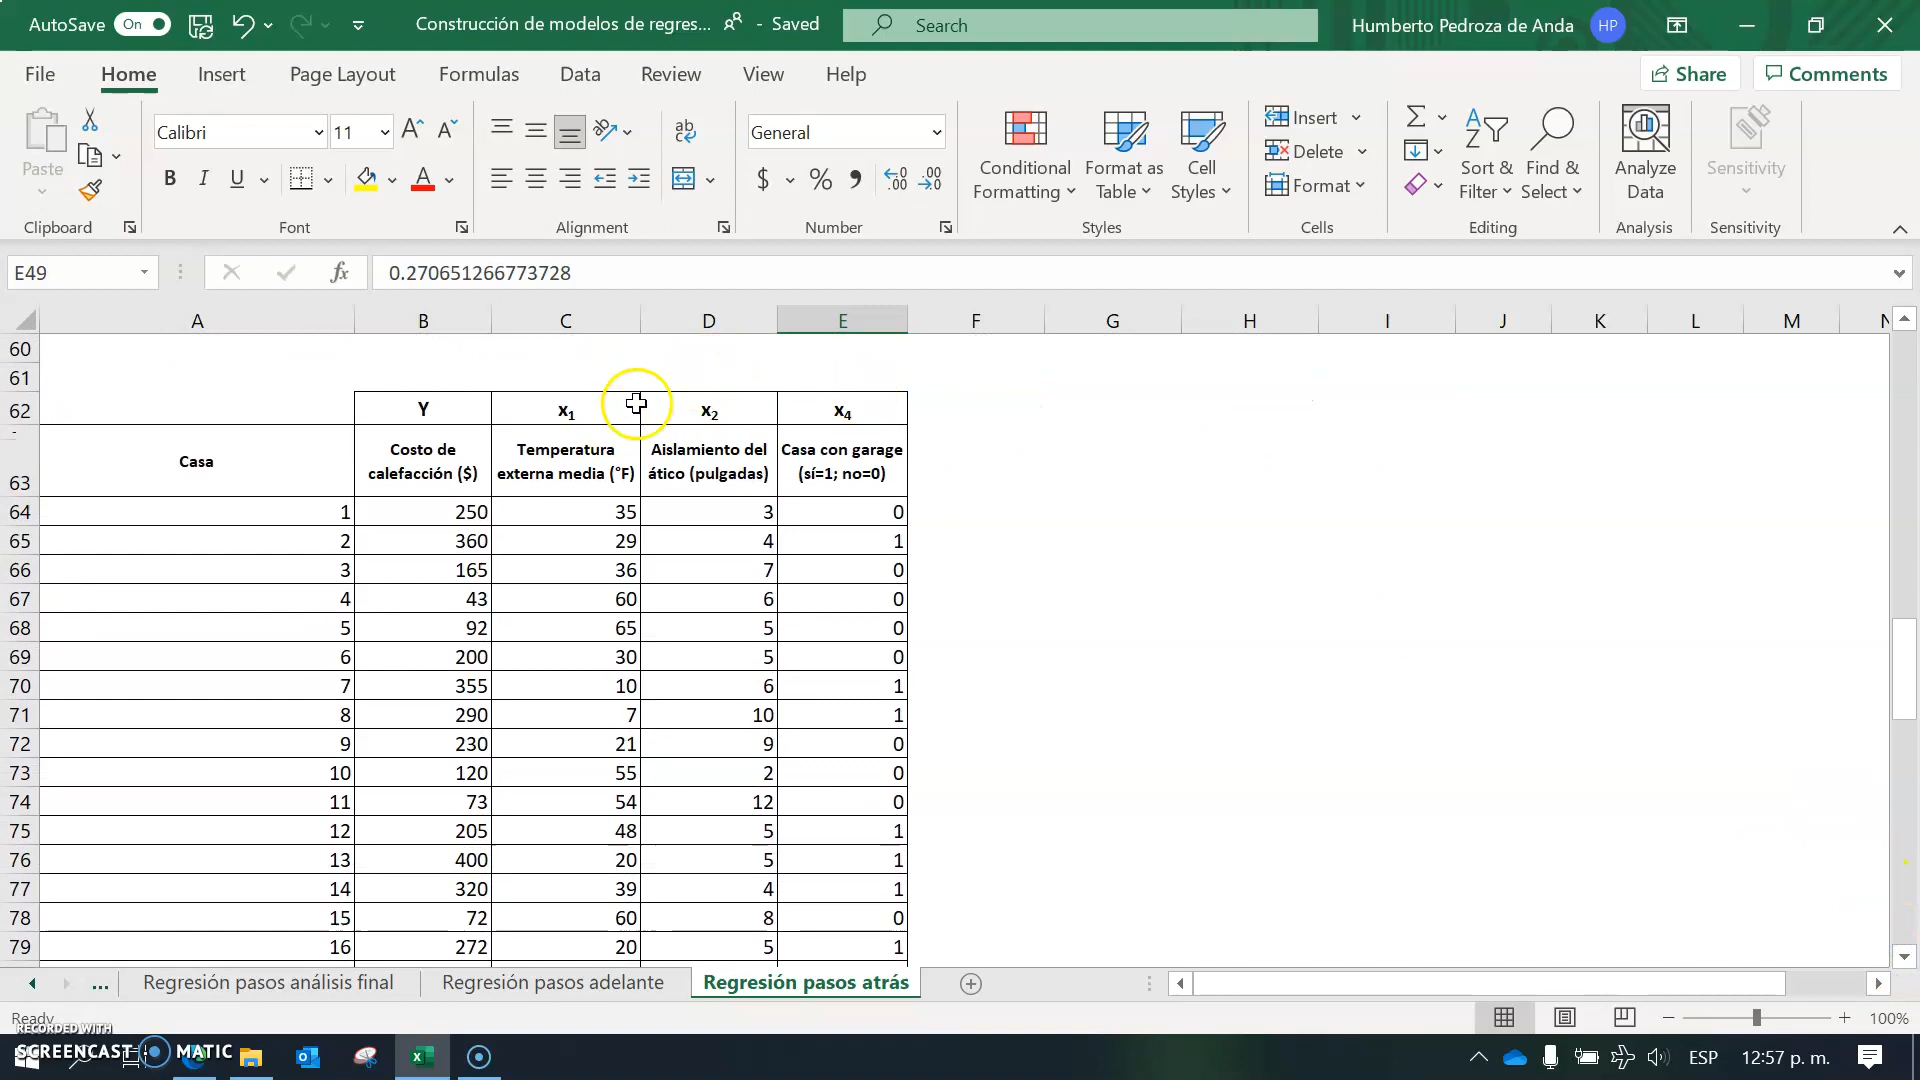 AutoSave On Construcción de modelos de regres... - Saved Search Humberto Pedroza de Anda HP
File Home Insert Page Layout Formulas Data Review View Help Share Comments
Paste Calibri 11 General Conditional Formatting Format as Table Cell Styles Insert Delete Format Sort & Filter Find & Select Analyze Data Sensitivity
B I U $ %
Clipboard Font Alignment Number Styles Cells Editing Analysis Sensitivity
E49 fx 0.270651266773728
A B C D E F G H I J K L M N
60
61
62 Y x1 x2 x4
63 Casa Costo de calefacción ($) Temperatura externa media (°F) Aislamiento del ático (pulgadas) Casa con garage (sí=1; no=0)
64 1 250 35 3 0
65 2 360 29 4 1
66 3 165 36 7 0
67 4 43 60 6 0
68 5 92 65 5 0
69 6 200 30 5 0
70 7 355 10 6 1
71 8 290 7 10 1
72 9 230 21 9 0
73 10 120 55 2 0
74 11 73 54 12 0
75 12 205 48 5 1
76 13 400 20 5 1
77 14 320 39 4 1
78 15 72 60 8 0
79 16 272 20 5 1
... Regresión pasos análisis final Regresión pasos adelante Regresión pasos atrás
Ready 100%
RECORDED WITH
SCREENCAST MATIC
ESP 12:57 p. m.